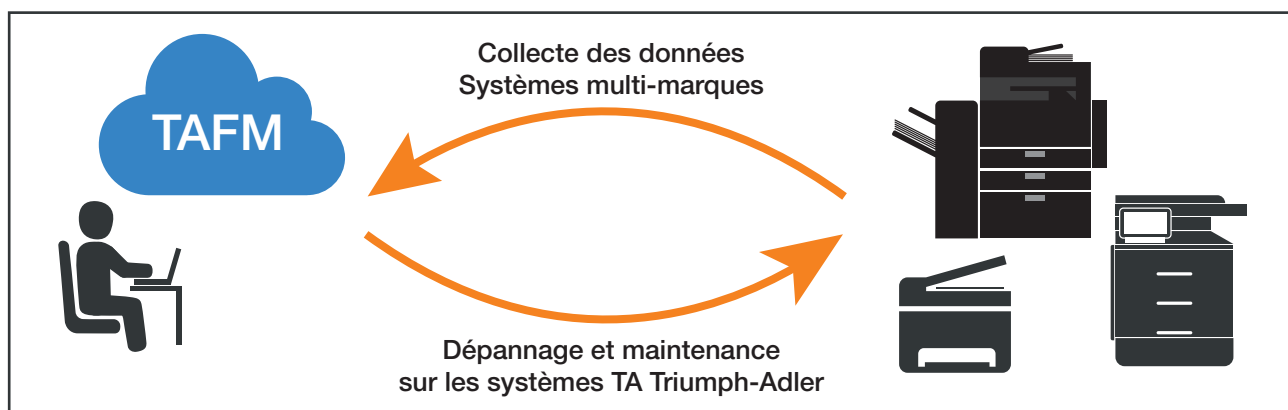 Collecte des données
Systèmes multi-marques
TAFM
Dépannage et maintenance
sur les systèmes TA Triumph-Adler